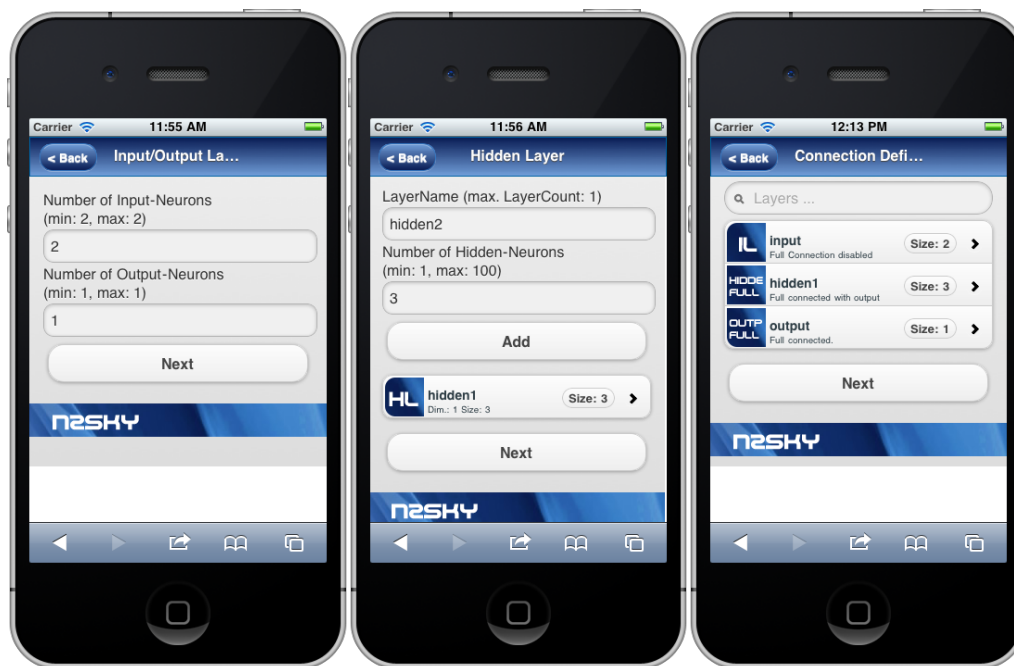 Carrier 11:55 AM
< Back Input/Output La...
Number of Input-Neurons
(min: 2, max: 2)
2
Number of Output-Neurons
(min: 1, max: 1)
1
Next
N2SKY
Carrier 11:56 AM
< Back Hidden Layer
LayerName (max. LayerCount: 1)
hidden2
Number of Hidden-Neurons
(min: 1, max: 100)
3
Add
HL hidden1 Size: 3
Dim.: 1 Size: 3
Next
N2SKY
Carrier 12:13 PM
< Back Connection Defi...
Layers ...
IL input Size: 2
Full Connection disabled
HIDDE hidden1 Size: 3
FULL Full connected with output
OUTP output Size: 1
FULL Full connected.
Next
N2SKY